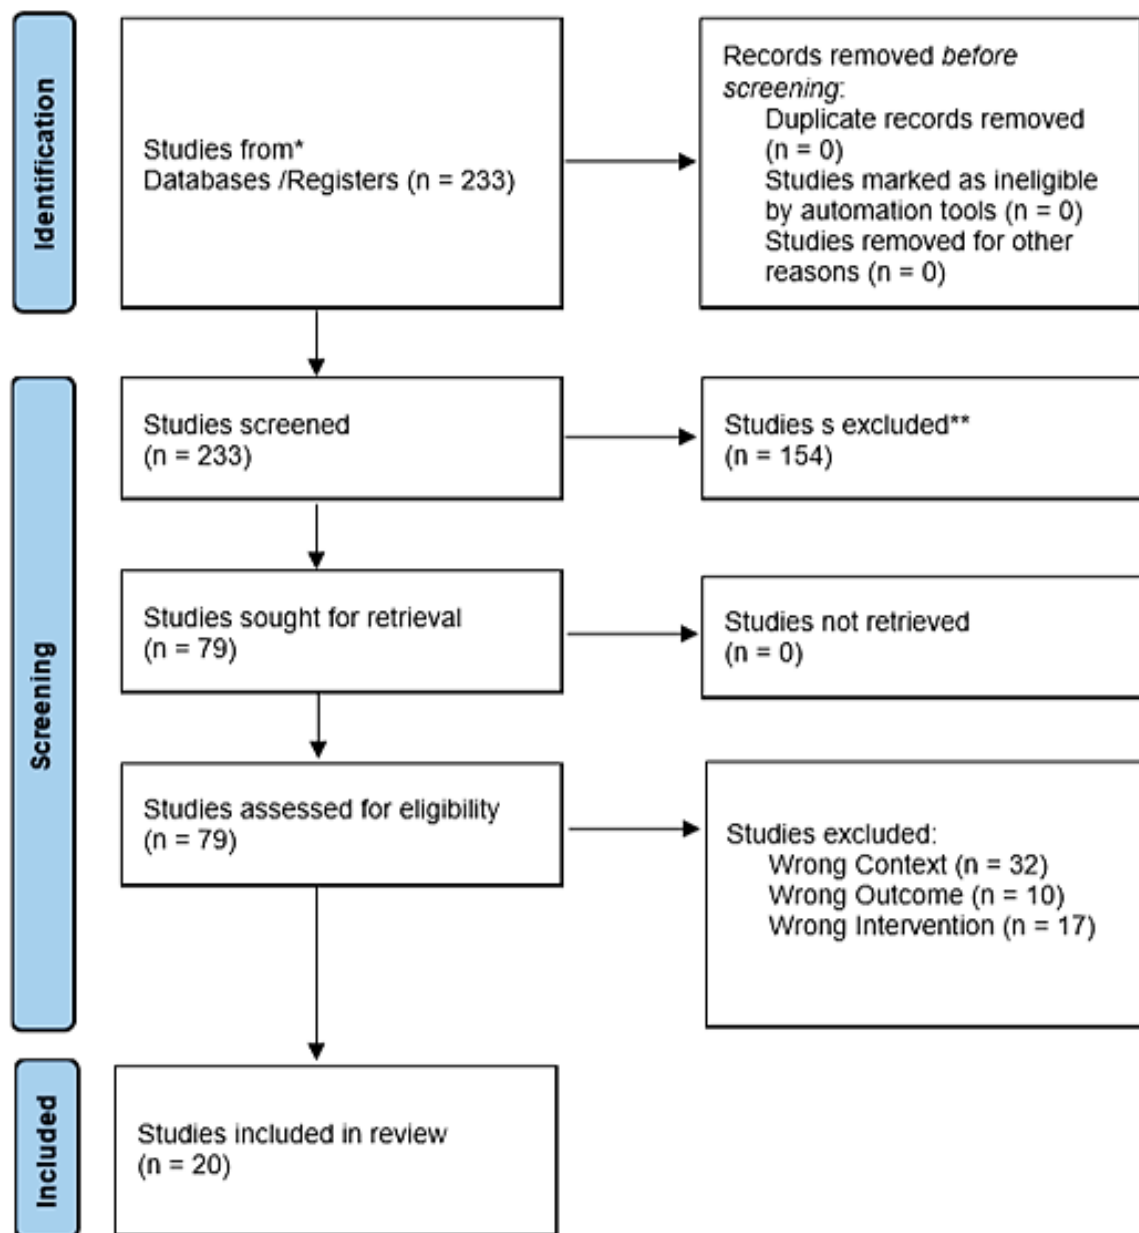 Identification
Studies from*
Databases /Registers (n = 233)
Records removed before
screening:
Duplicate records removed
(n = 0)
Studies marked as ineligible
by automation tools (n = 0)
Studies removed for other
reasons (n = 0)
Screening
Studies screened
(n = 233)
Studies s excluded**
(n = 154)
Studies sought for retrieval
(n = 79)
Studies not retrieved
(n = 0)
Studies assessed for eligibility
(n = 79)
Studies excluded:
Wrong Context (n = 32)
Wrong Outcome (n = 10)
Wrong Intervention (n = 17)
Included
Studies included in review
(n = 20)